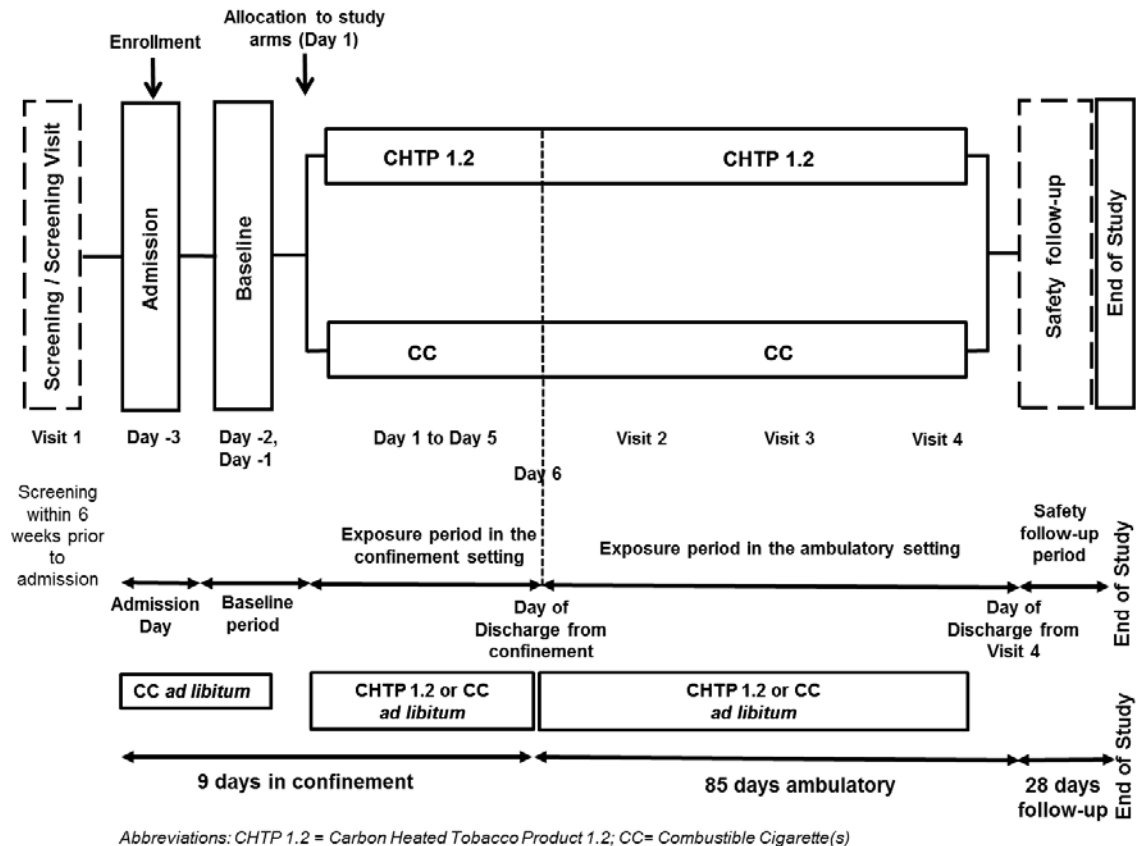 Allocation to study
arms (Day 1)
Enrollment
Screening / Screening Visit
Admission
Baseline
CHTP 1.2
CHTP 1.2
CC
CC
Safety follow-up
End of Study
Visit 1
Day -3
Day -2,
Day -1
Day 1 to Day 5
Day 6
Visit 2
Visit 3
Visit 4
Screening
within 6
weeks prior
to
admission
Exposure period in the
confinement setting
Exposure period in the ambulatory setting
Safety
follow-up
period
Admission
Day
Baseline
period
Day of
Discharge from
confinement
Day of
Discharge from
Visit 4
End of Study
CC ad libitum
CHTP 1.2 or CC
ad libitum
CHTP 1.2 or CC
ad libitum
9 days in confinement
85 days ambulatory
28 days
follow-up
End of Study
Abbreviations: CHTP 1.2 = Carbon Heated Tobacco Product 1.2; CC= Combustible Cigarette(s)